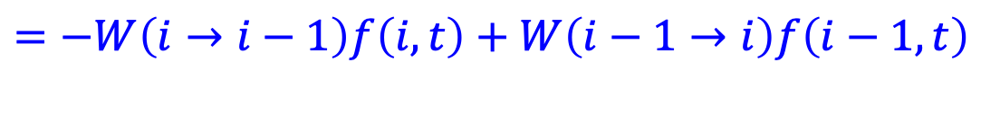 = −W(i → i − 1)f(i, t) + W(i − 1 → i)f(i − 1, t)